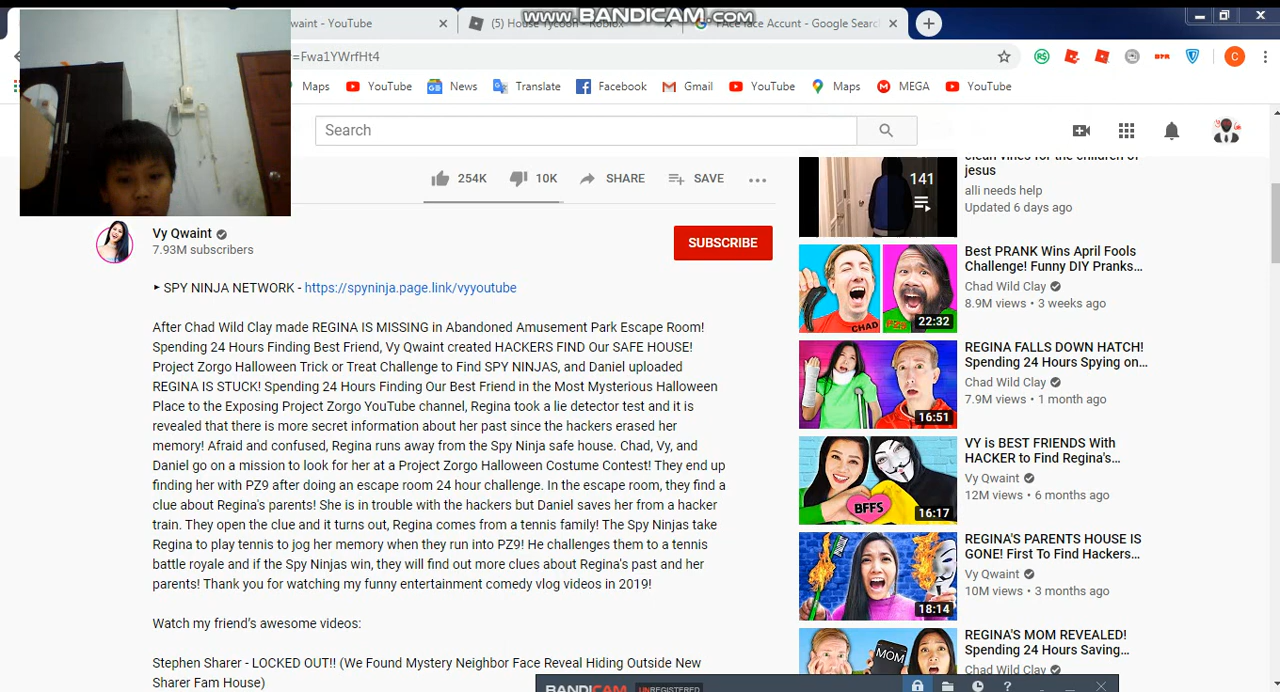 www.BANDICAM.com
waint - YouTube
(5) House Tycoon - Roblox
Face Accunt - Google Search
=Fwa1YWrfHt4
Maps
YouTube
News
Translate
Facebook
Gmail
YouTube
Maps
MEGA
YouTube
Search
254K
10K
SHARE
SAVE
Vy Qwaint
7.93M subscribers
SUBSCRIBE
▸ SPY NINJA NETWORK - https://spyninja.page.link/vyyoutube
After Chad Wild Clay made REGINA IS MISSING in Abandoned Amusement Park Escape Room!
Spending 24 Hours Finding Best Friend, Vy Qwaint created HACKERS FIND Our SAFE HOUSE!
Project Zorgo Halloween Trick or Treat Challenge to Find SPY NINJAS, and Daniel uploaded
REGINA IS STUCK! Spending 24 Hours Finding Our Best Friend in the Most Mysterious Halloween
Place to the Exposing Project Zorgo YouTube channel, Regina took a lie detector test and it is
revealed that there is more secret information about her past since the hackers erased her
memory! Afraid and confused, Regina runs away from the Spy Ninja safe house. Chad, Vy, and
Daniel go on a mission to look for her at a Project Zorgo Halloween Costume Contest! They end up
finding her with PZ9 after doing an escape room 24 hour challenge. In the escape room, they find a
clue about Regina's parents! She is in trouble with the hackers but Daniel saves her from a hacker
train. They open the clue and it turns out, Regina comes from a tennis family! The Spy Ninjas take
Regina to play tennis to jog her memory when they run into PZ9! He challenges them to a tennis
battle royale and if the Spy Ninjas win, they will find out more clues about Regina's past and her
parents! Thank you for watching my funny entertainment comedy vlog videos in 2019!
Watch my friend's awesome videos:
Stephen Sharer - LOCKED OUT!! (We Found Mystery Neighbor Face Reveal Hiding Outside New
Sharer Fam House)
141
clean vines for the children of
jesus
alli needs help
Updated 6 days ago
CHAD
22:32
Best PRANK Wins April Fools
Challenge! Funny DIY Pranks...
Chad Wild Clay
8.9M views • 3 weeks ago
16:51
REGINA FALLS DOWN HATCH!
Spending 24 Hours Spying on...
Chad Wild Clay
7.9M views • 1 month ago
BFFS
16:17
VY is BEST FRIENDS With
HACKER to Find Regina's...
Vy Qwaint
12M views • 6 months ago
18:14
REGINA'S PARENTS HOUSE IS
GONE! First To Find Hackers...
Vy Qwaint
10M views • 3 months ago
MOM
REGINA'S MOM REVEALED!
Spending 24 Hours Saving...
Chad Wild Clay
BANDICAM UNREGISTERED